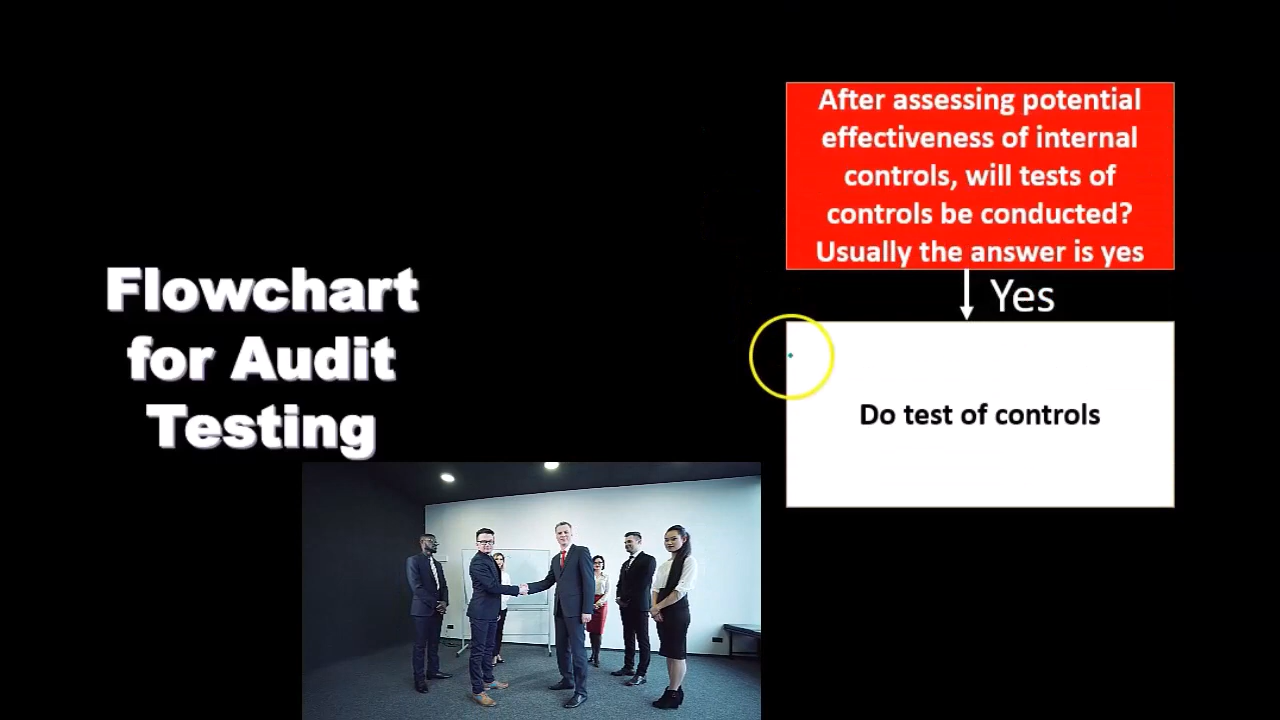 Flowchart
for Audit
Testing
After assessing potential
effectiveness of internal
controls, will tests of
controls be conducted?
Usually the answer is yes
Yes
Do test of controls